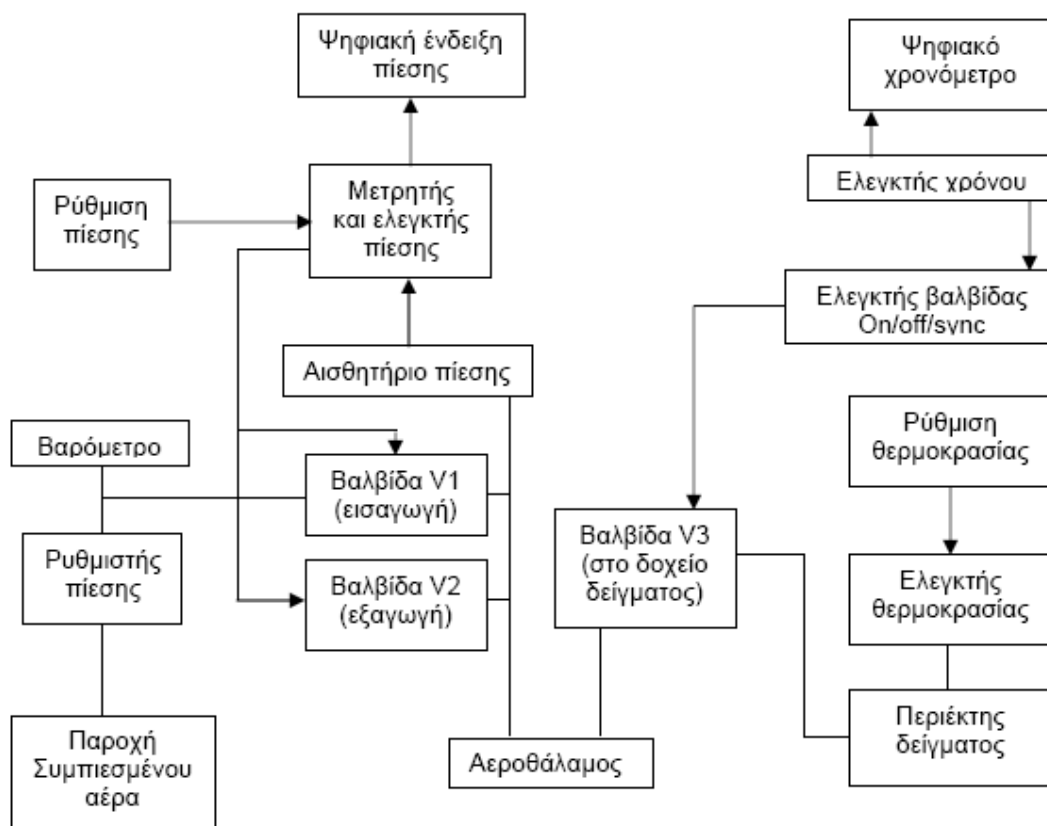 Ψηφιακή ένδειξη
πίεσης
Ψηφιακό
χρονόμετρο
Ρύθμιση
πίεσης
Μετρητής
και ελεγκτής
πίεσης
Ελεγκτής χρόνου
Ελεγκτής βαλβίδας
On/off/sync
Αισθητήριο πίεσης
Βαρόμετρο
Βαλβίδα V1
(εισαγωγή)
Ρύθμιση
θερμοκρασίας
Ρυθμιστής
πίεσης
Βαλβίδα V2
(εξαγωγή)
Βαλβίδα V3
(στο δοχείο
δείγματος)
Ελεγκτής
θερμοκρασίας
Παροχή
Συμπιεσμένου
αέρα
Αεροθάλαμος
Περιέκτης
δείγματος